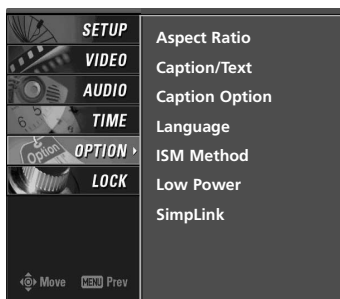 SETUP
VIDEO
AUDIO
TIME
OPTION
LOCK
Move MENU Prev
Aspect Ratio
Caption/Text
Caption Option
Language
ISM Method
Low Power
SimpLink